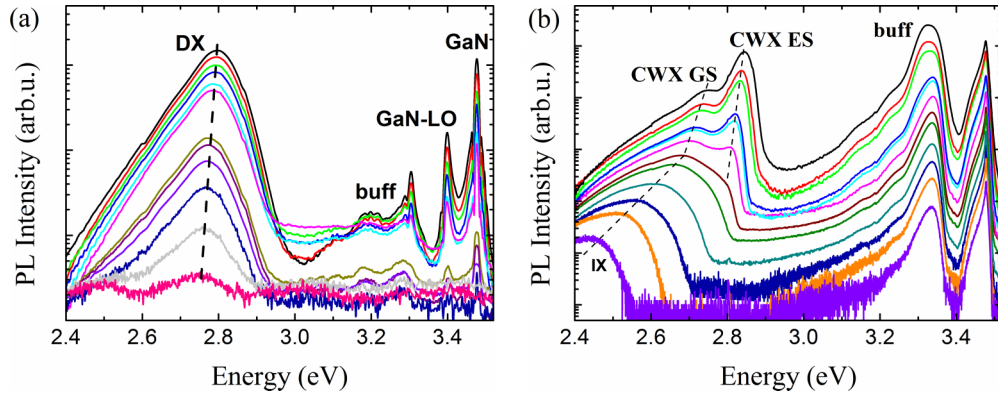 (a)
DX
GaN
GaN-LO
buff
PL Intensity (arb.u.)
2.4 2.6 2.8 3.0 3.2 3.4
Energy (eV)
(b)
buff
CWX ES
CWX GS
IX
PL Intensity (arb.u.)
2.4 2.6 2.8 3.0 3.2 3.4
Energy (eV)